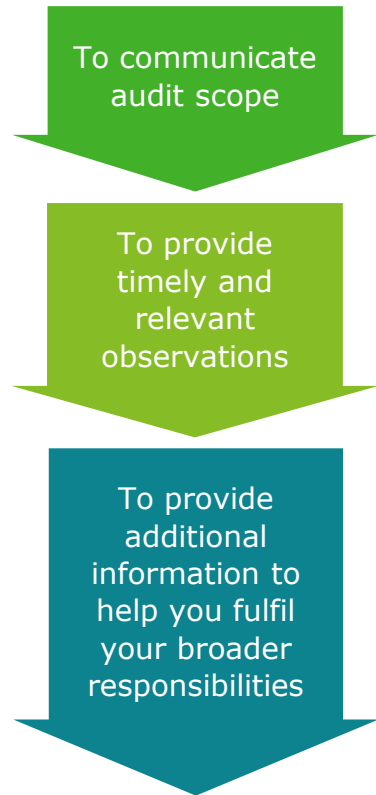 To communicate
audit scope
To provide
timely and
relevant
observations
To provide
additional
information to
help you fulfil
your broader
responsibilities